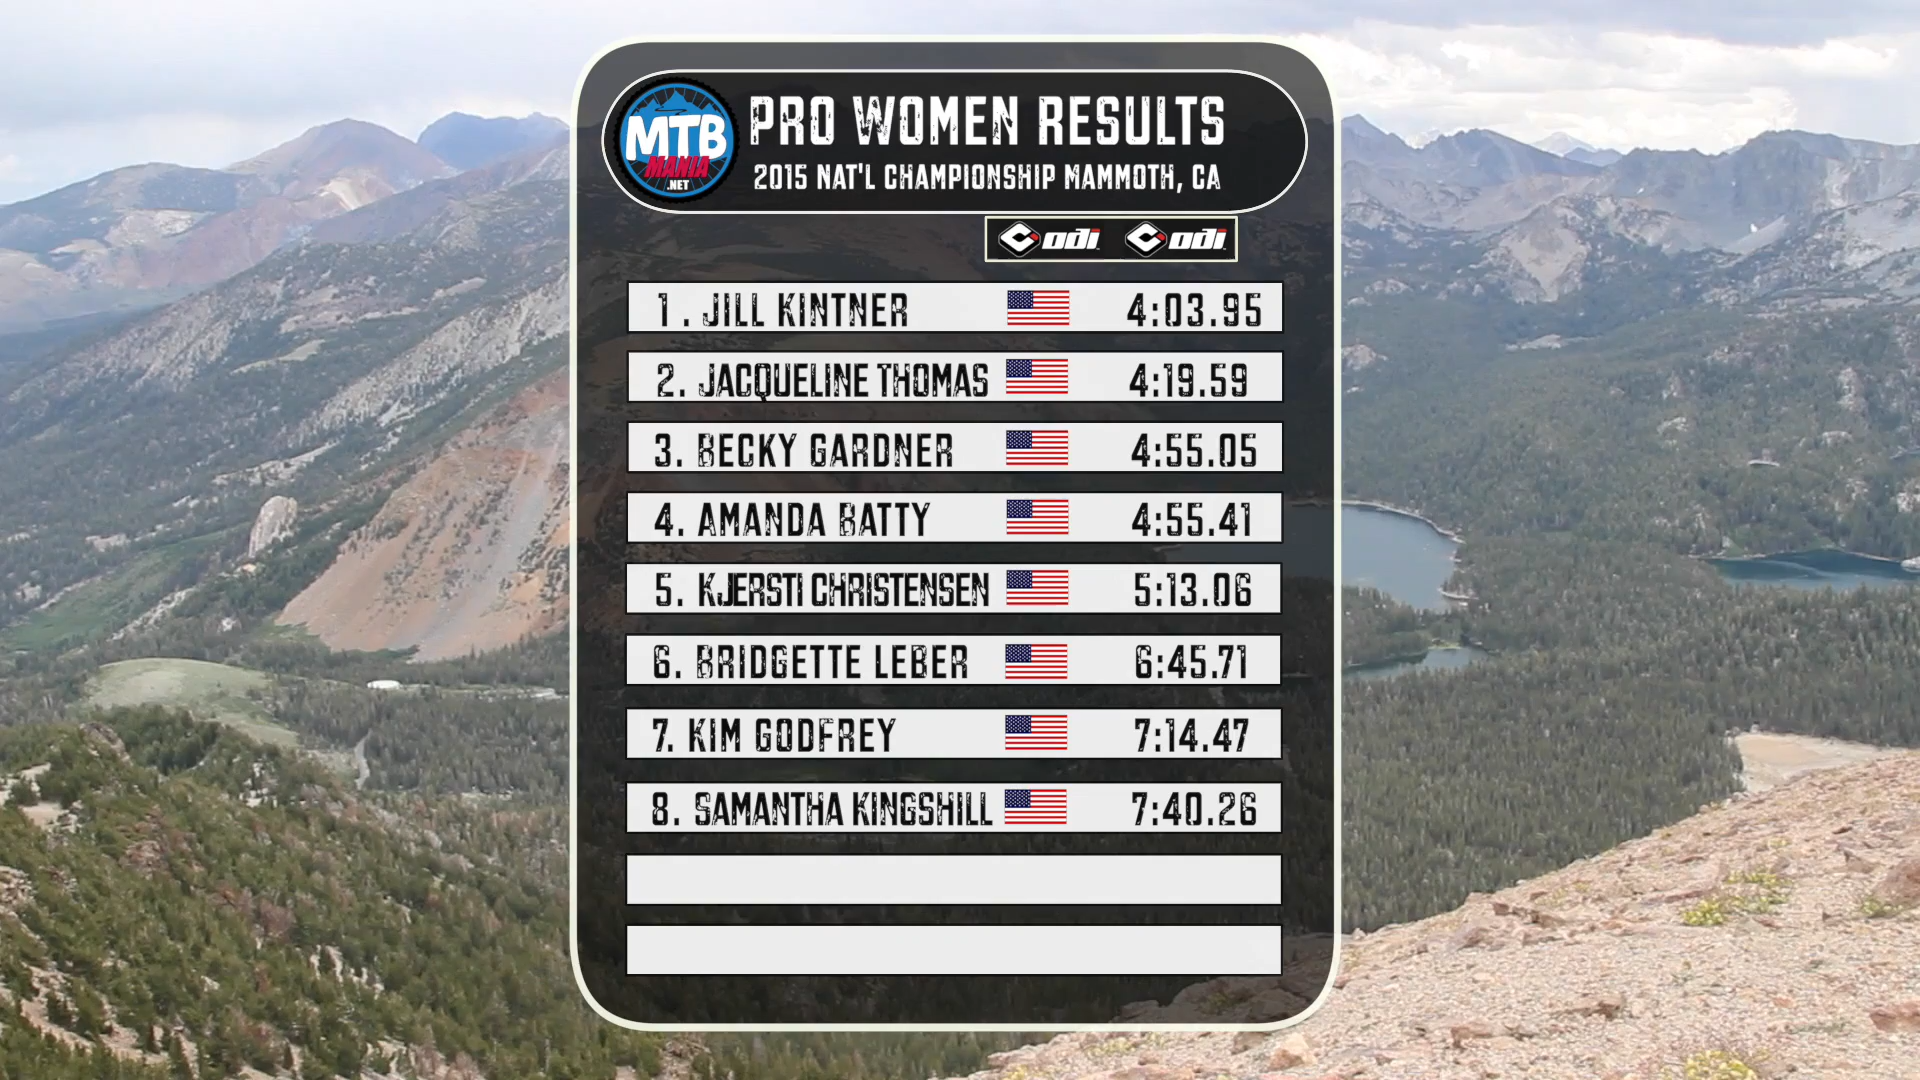 MTB
MANIA
.NET
PRO WOMEN RESULTS
2015 NAT'L CHAMPIONSHIP MAMMOTH, CA
odi odi
1. JILL KINTNER 4:03.95
2. JACQUELINE THOMAS 4:19.59
3. BECKY GARDNER 4:55.05
4. AMANDA BATTY 4:55.41
5. KJERSTI CHRISTENSEN 5:13.06
6. BRIDGETTE LEBER 6:45.71
7. KIM GODFREY 7:14.47
8. SAMANTHA KINGSHILL 7:40.26